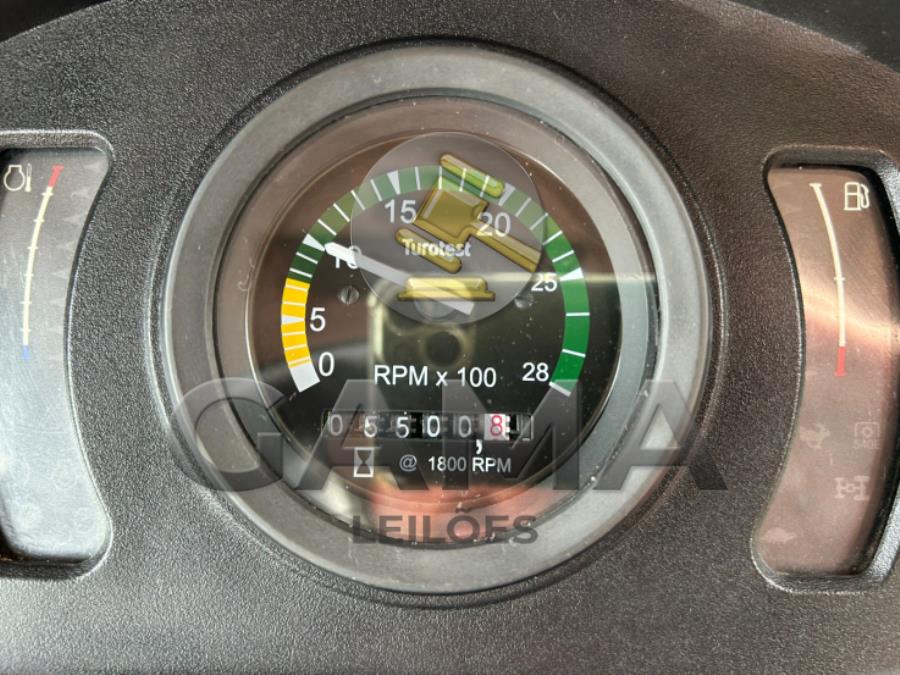 15
20
Turotest
10
25
5
0
28
RPM x 100
05500,8
@ 1800 RPM
GAMA
LEILÕES